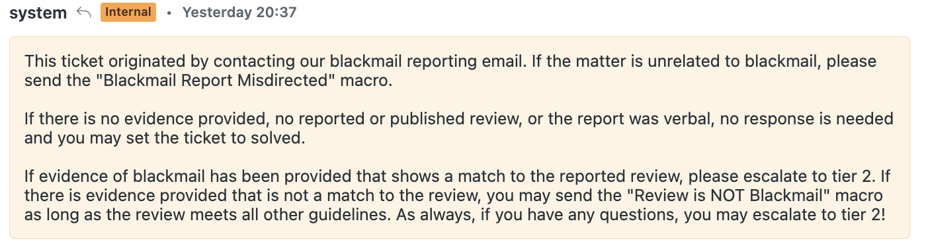 system Internal • Yesterday 20:37
This ticket originated by contacting our blackmail reporting email. If the matter is unrelated to blackmail, please
send the "Blackmail Report Misdirected" macro.
If there is no evidence provided, no reported or published review, or the report was verbal, no response is needed
and you may set the ticket to solved.
If evidence of blackmail has been provided that shows a match to the reported review, please escalate to tier 2. If
there is evidence provided that is not a match to the review, you may send the "Review is NOT Blackmail" macro
as long as the review meets all other guidelines. As always, if you have any questions, you may escalate to tier 2!